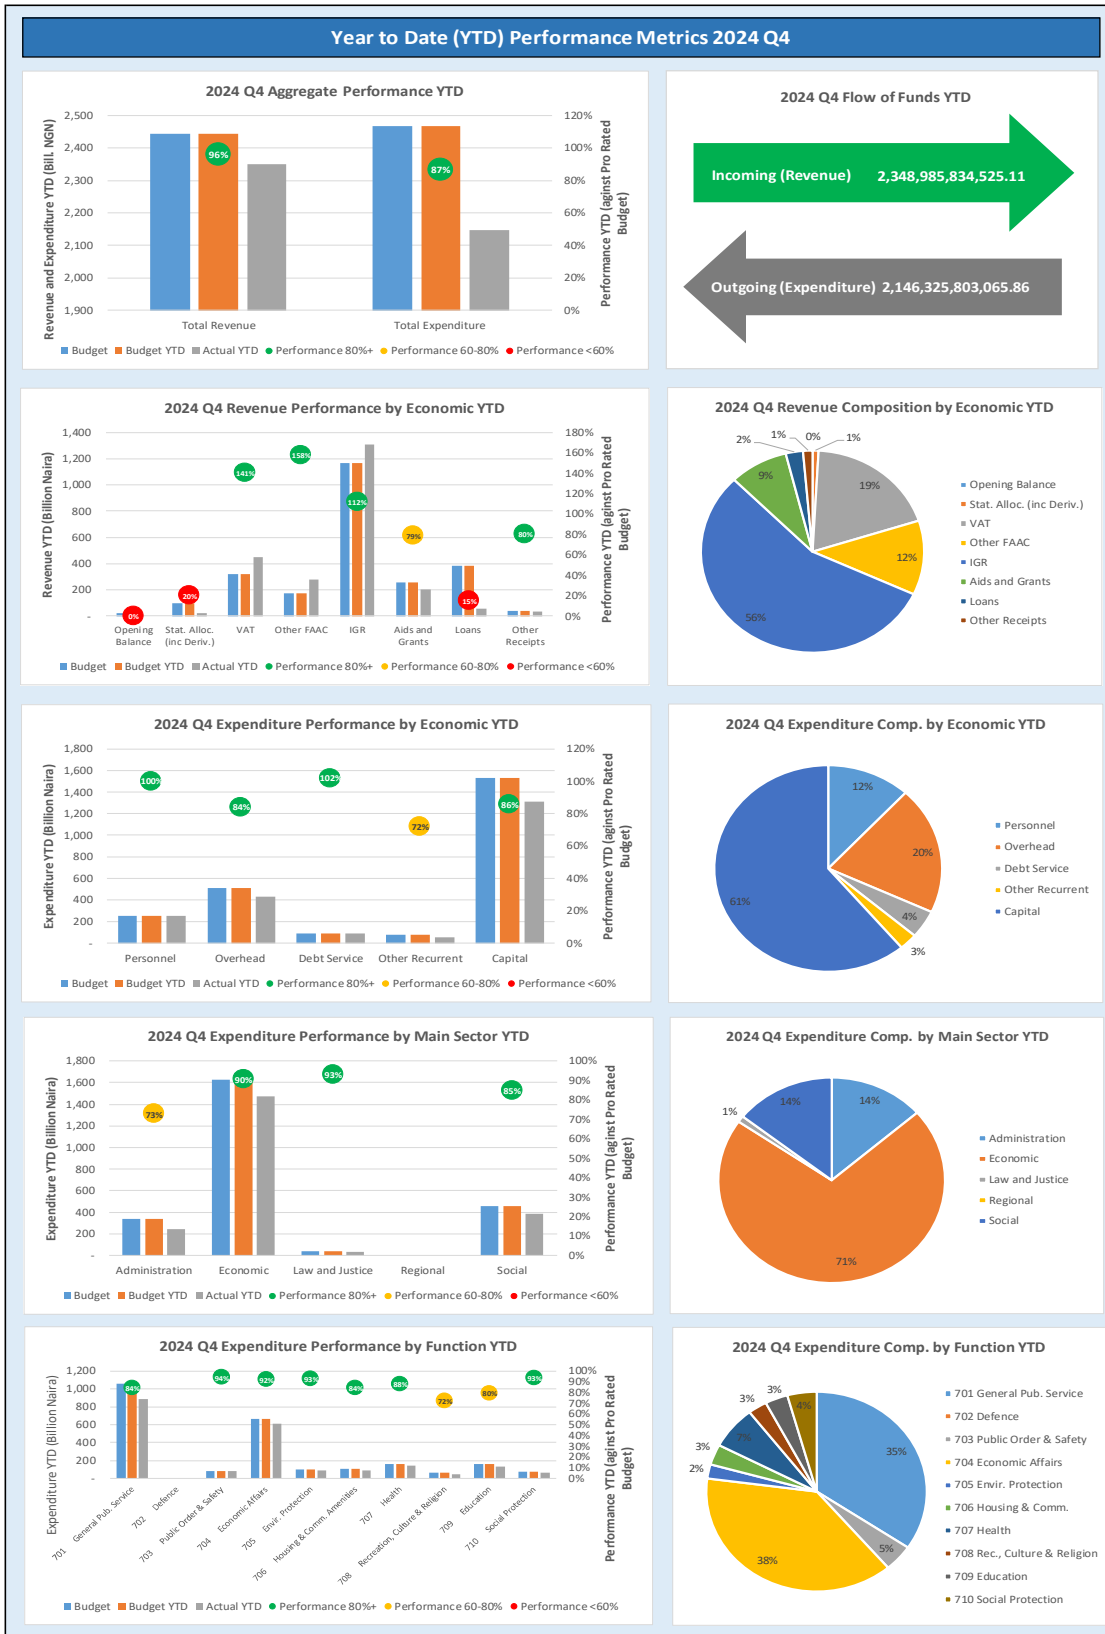 Year to Date (YTD) Performance Metrics 2024 Q4
2024 Q4 Aggregate Performance YTD
Revenue and Expenditure YTD (Bill. NGN)
2,500
2,400
2,300
2,200
2,100
2,000
1,900
96%
87%
120%
100%
80%
60%
40%
20%
0%
Performance YTD (aginst Pro Rated Budget)
Total Revenue
Total Expenditure
Budget
Budget YTD
Actual YTD
Performance 80%+
Performance 60-80%
Performance <60%
2024 Q4 Flow of Funds YTD
Incoming (Revenue) 2,348,985,834,525.11
Outgoing (Expenditure) 2,146,325,803,065.86
2024 Q4 Revenue Performance by Economic YTD
Revenue YTD (Billion Naira)
1,400
1,200
1,000
800
600
400
200
-
0%
20%
141%
158%
112%
79%
15%
80%
180%
160%
140%
120%
100%
80%
60%
40%
20%
0%
Performance YTD (aginst Pro Rated Budget)
Opening Balance
Stat. Alloc. (inc Deriv.)
VAT
Other FAAC
IGR
Aids and Grants
Loans
Other Receipts
Budget
Budget YTD
Actual YTD
Performance 80%+
Performance 60-80%
Performance <60%
2024 Q4 Revenue Composition by Economic YTD
2%
1%
0%
1%
9%
19%
12%
56%
Opening Balance
Stat. Alloc. (inc Deriv.)
VAT
Other FAAC
IGR
Aids and Grants
Loans
Other Receipts
2024 Q4 Expenditure Performance by Economic YTD
Expenditure YTD (Billion Naira)
1,800
1,600
1,400
1,200
1,000
800
600
400
200
-
100%
84%
102%
72%
86%
120%
100%
80%
60%
40%
20%
0%
Performance YTD (aginst Pro Rated Budget)
Personnel
Overhead
Debt Service
Other Recurrent
Capital
Budget
Budget YTD
Actual YTD
Performance 80%+
Performance 60-80%
Performance <60%
2024 Q4 Expenditure Comp. by Economic YTD
12%
20%
4%
3%
61%
Personnel
Overhead
Debt Service
Other Recurrent
Capital
2024 Q4 Expenditure Performance by Main Sector YTD
Expenditure YTD (Billion Naira)
1,800
1,600
1,400
1,200
1,000
800
600
400
200
-
73%
90%
93%
85%
100%
90%
80%
70%
60%
50%
40%
30%
20%
10%
0%
Performance YTD (aginst Pro Rated Budget)
Administration
Economic
Law and Justice
Regional
Social
Budget
Budget YTD
Actual YTD
Performance 80%+
Performance 60-80%
Performance <60%
2024 Q4 Expenditure Comp. by Main Sector YTD
14%
14%
1%
71%
Administration
Economic
Law and Justice
Regional
Social
2024 Q4 Expenditure Performance by Function YTD
Expenditure YTD (Billion Naira)
1,200
1,000
800
600
400
200
-
84%
94%
92%
93%
84%
88%
72%
80%
93%
100%
90%
80%
70%
60%
50%
40%
30%
20%
10%
0%
Performance YTD (aginst Pro Rated Budget)
701 General Pub. Service
702 Defence
703 Public Order & Safety
704 Economic Affairs
705 Envir. Protection
706 Housing & Comm. Amenities
707 Health
708 Recreation, Culture & Religion
709 Education
710 Social Protection
Budget
Budget YTD
Actual YTD
Performance 80%+
Performance 60-80%
Performance <60%
2024 Q4 Expenditure Comp. by Function YTD
3%
3%
4%
7%
3%
2%
35%
5%
38%
701 General Pub. Service
702 Defence
703 Public Order & Safety
704 Economic Affairs
705 Envir. Protection
706 Housing & Comm.
707 Health
708 Rec., Culture & Religion
709 Education
710 Social Protection